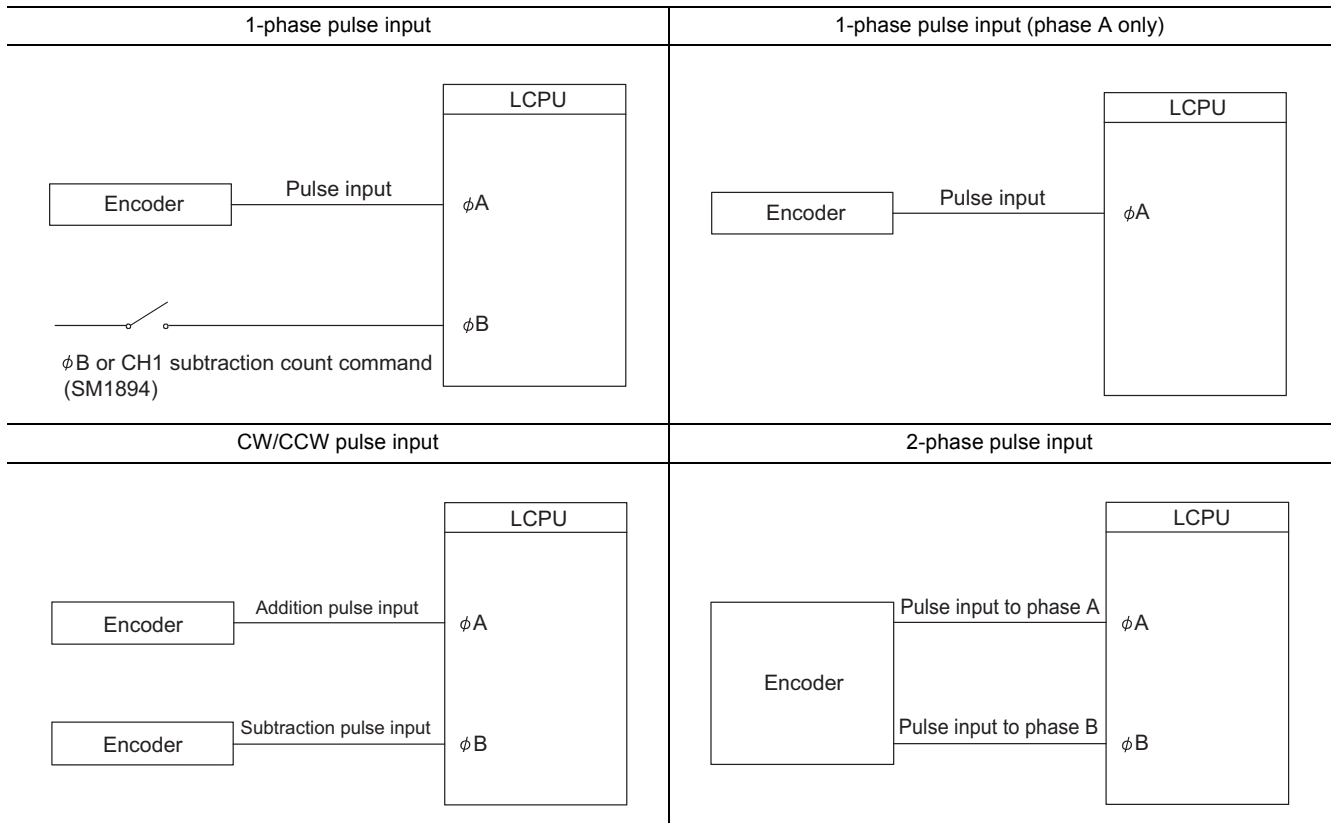 1-phase pulse input
1-phase pulse input (phase A only)
LCPU
Encoder
Pulse input
ϕA
ϕB
ϕB or CH1 subtraction count command
(SM1894)
LCPU
Encoder
Pulse input
ϕA
CW/CCW pulse input
2-phase pulse input
LCPU
Encoder
Addition pulse input
ϕA
Encoder
Subtraction pulse input
ϕB
LCPU
Encoder
Pulse input to phase A
ϕA
Pulse input to phase B
ϕB